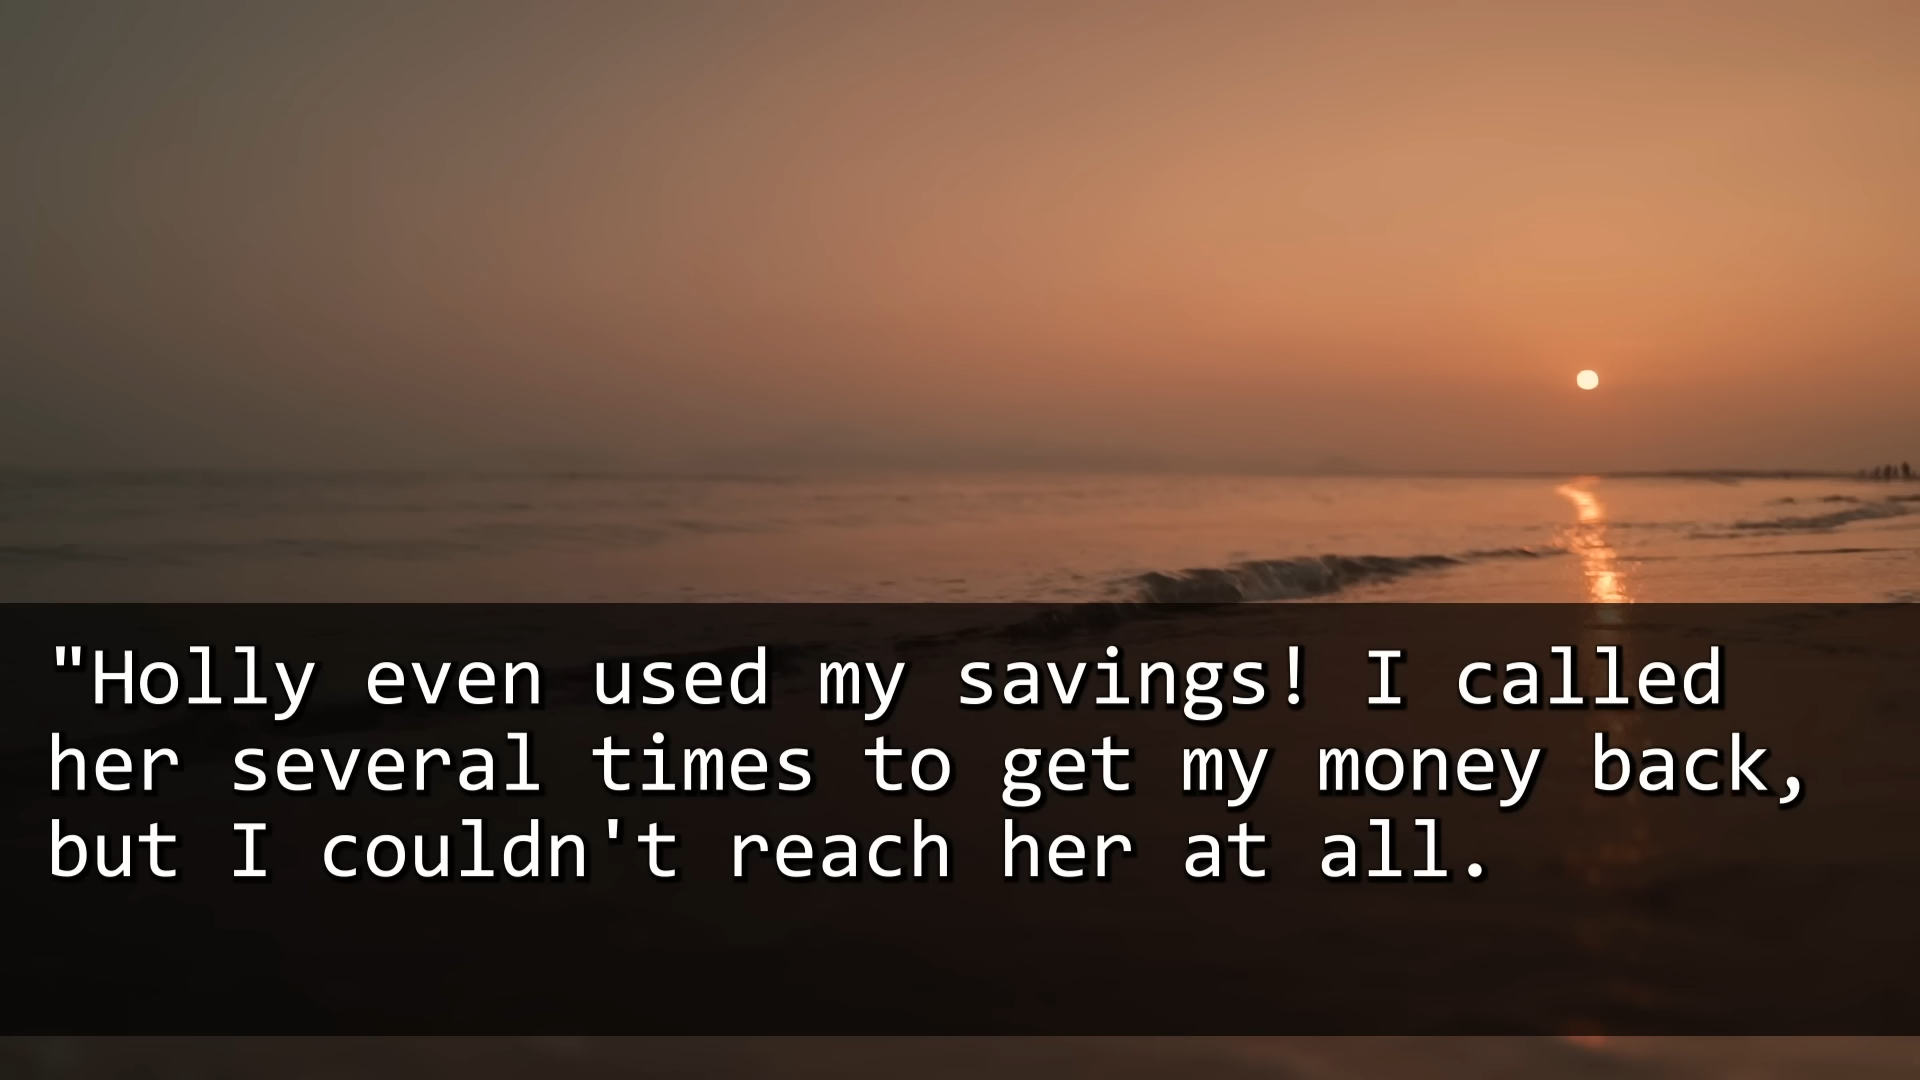 "Holly even used my savings! I called
her several times to get my money back,
but I couldn't reach her at all.